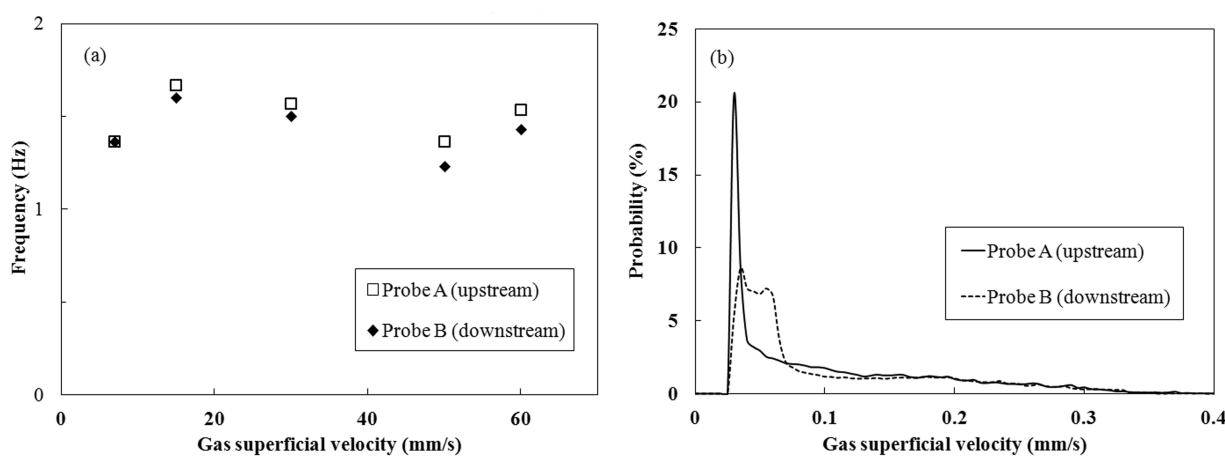 (a)
Frequency (Hz)
2
1
0
0 20 40 60
Gas superficial velocity (mm/s)
Probe A (upstream)
Probe B (downstream)
(b)
Probability (%)
25
20
15
10
5
0
0 0.1 0.2 0.3 0.4
Gas superficial velocity (mm/s)
Probe A (upstream)
Probe B (downstream)